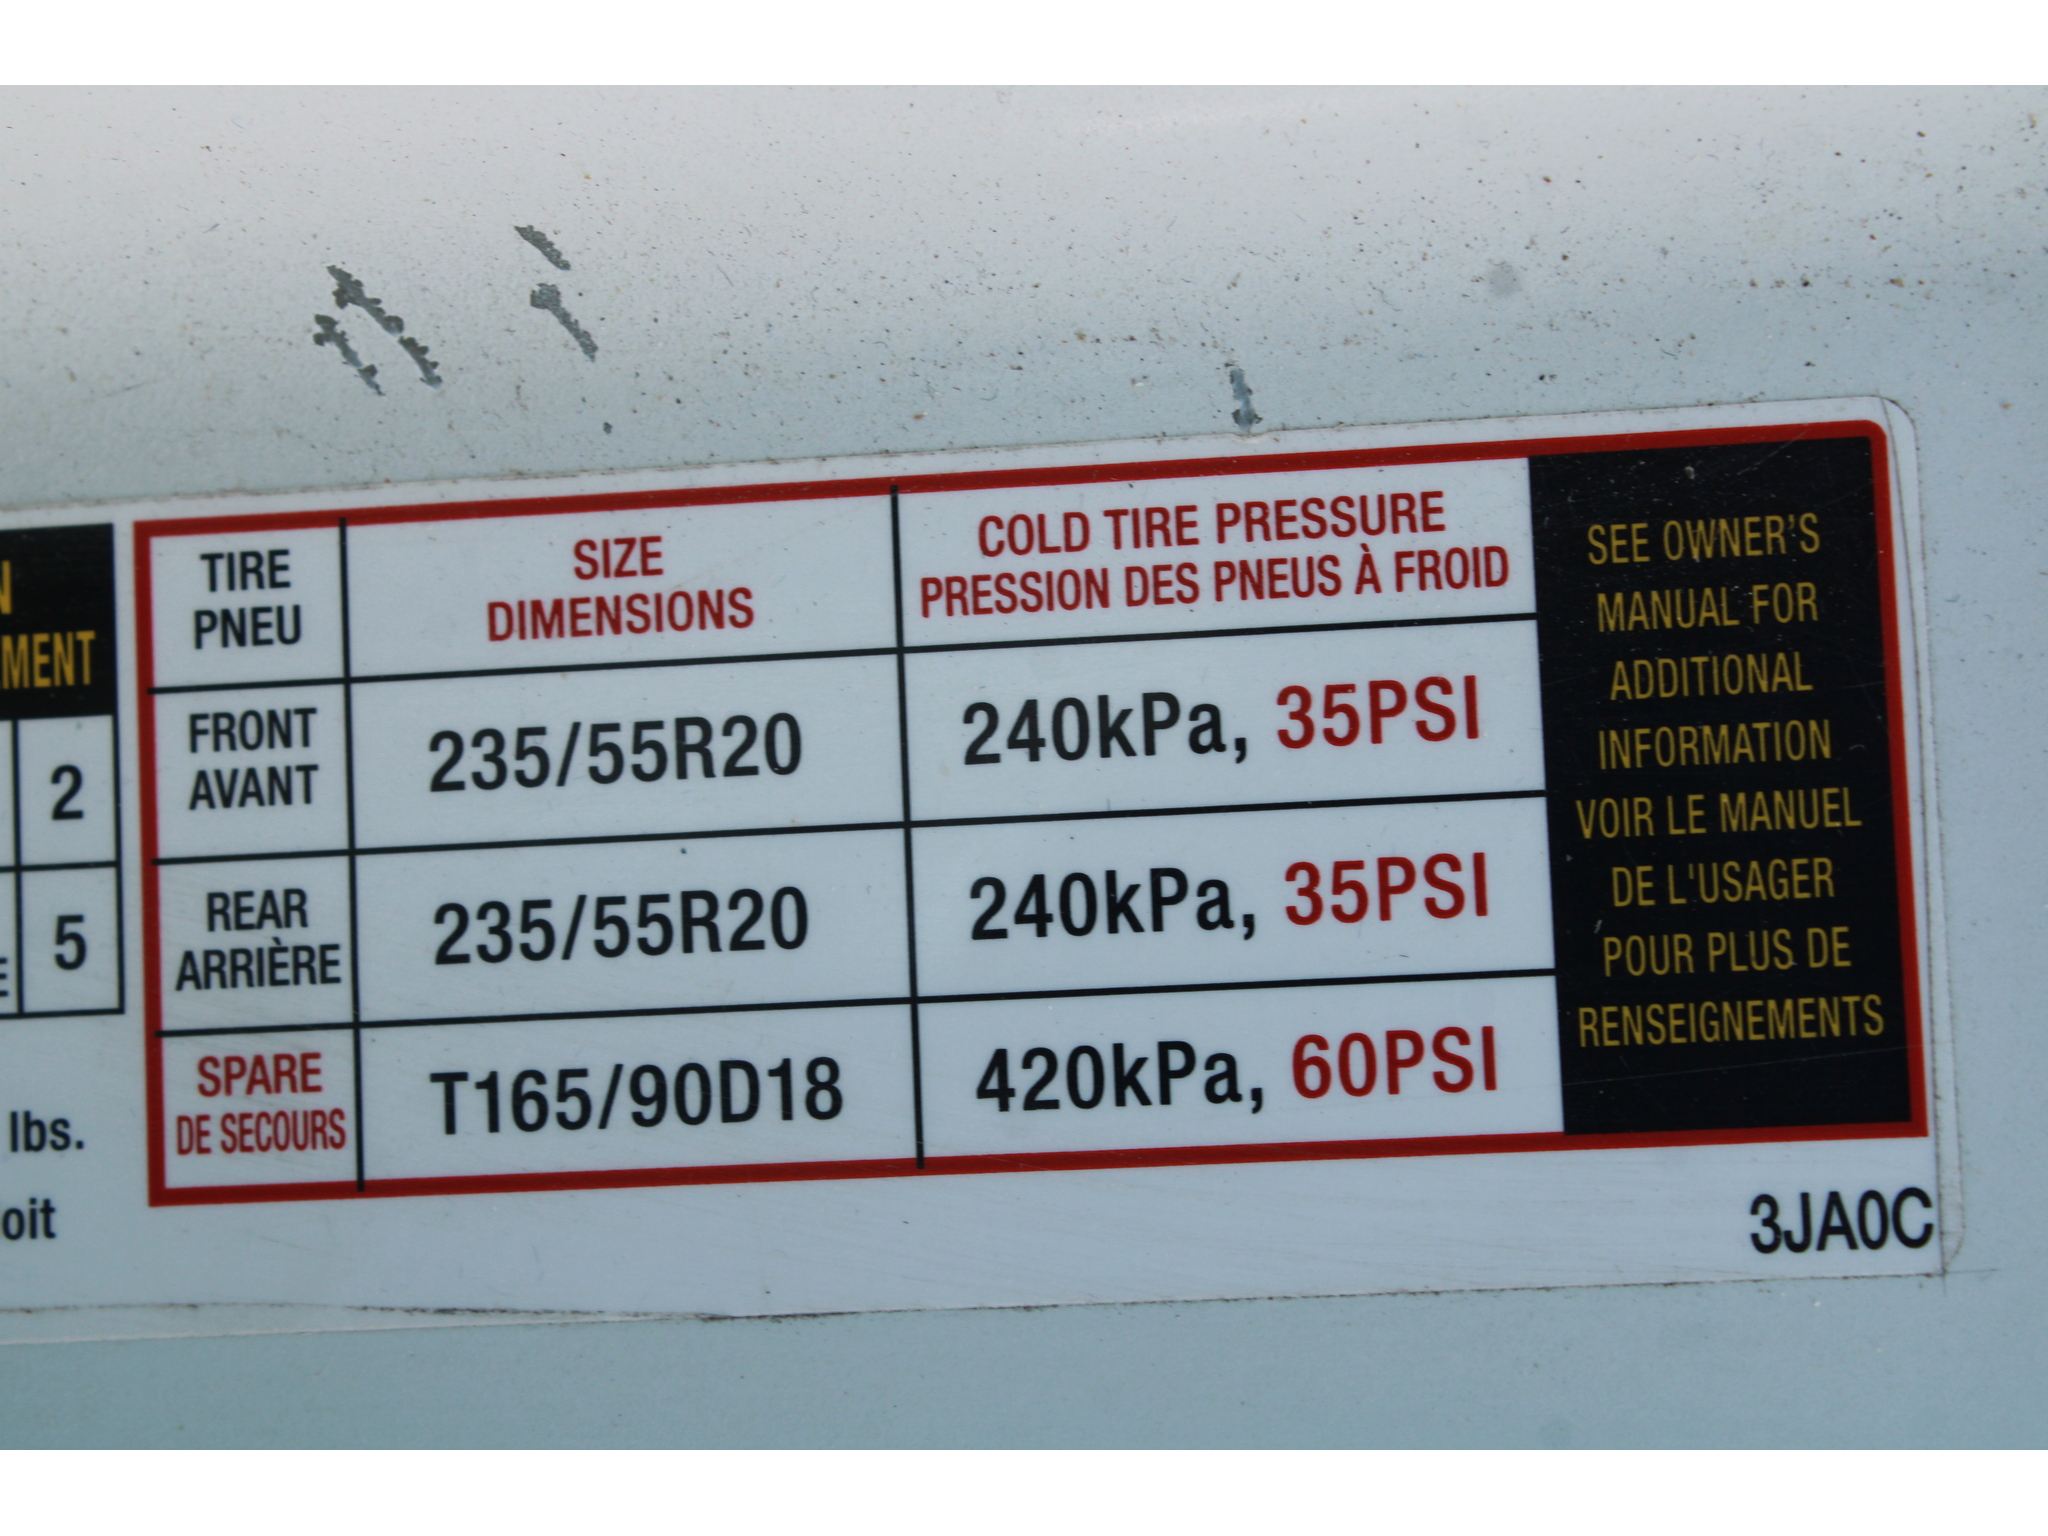 MENT
2
5
lbs.
oit
TIRE
PNEU
SIZE
DIMENSIONS
COLD TIRE PRESSURE
PRESSION DES PNEUS À FROID
FRONT
AVANT
235/55R20
240kPa, 35PSI
REAR
ARRIÈRE
235/55R20
240kPa, 35PSI
SPARE
DE SECOURS
T165/90D18
420kPa, 60PSI
SEE OWNER'S
MANUAL FOR
ADDITIONAL
INFORMATION
VOIR LE MANUEL
DE L'USAGER
POUR PLUS DE
RENSEIGNEMENTS
3JA0C